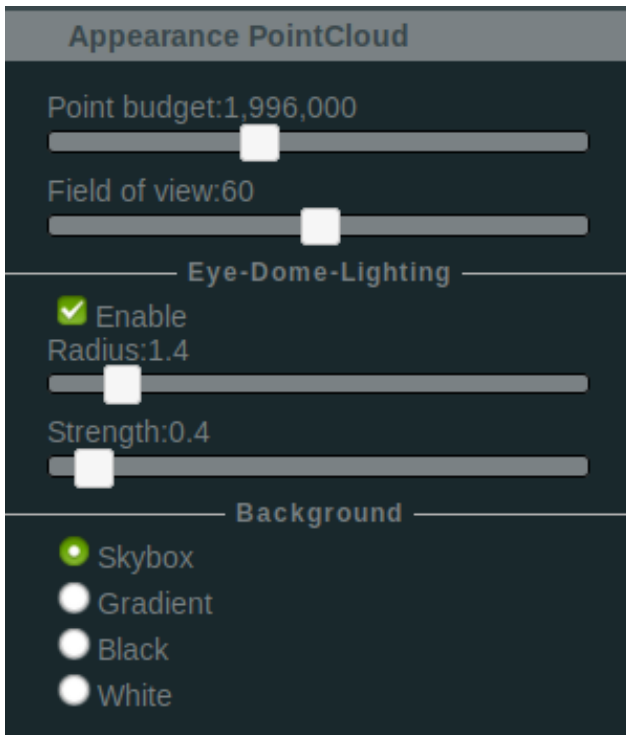 Appearance PointCloud
Point budget:1,996,000
Field of view:60
Eye-Dome-Lighting
Enable
Radius:1.4
Strength:0.4
Background
Skybox
Gradient
Black
White